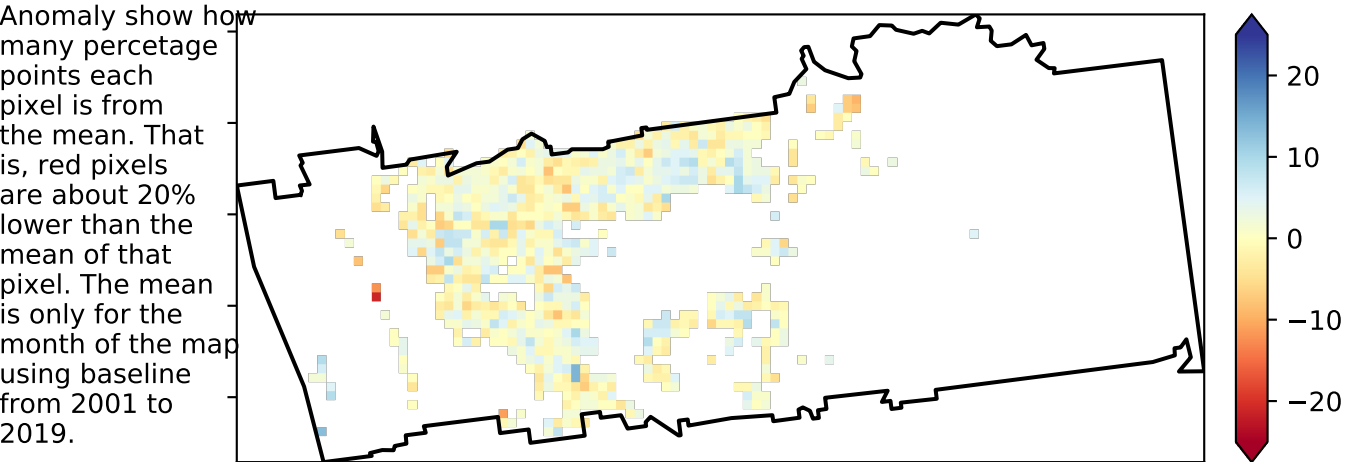 Anomaly show how
many percetage
points each
pixel is from
the mean. That
is, red pixels
are about 20%
lower than the
mean of that
pixel. The mean
is only for the
month of the map
using baseline
from 2001 to
2019.
20
10
0
−10
−20